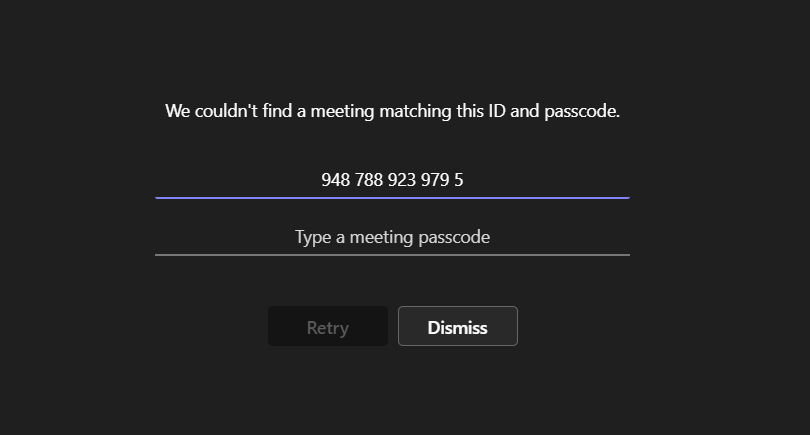 We couldn't find a meeting matching this ID and passcode.
948 788 923 979 5
Type a meeting passcode
Retry
Dismiss